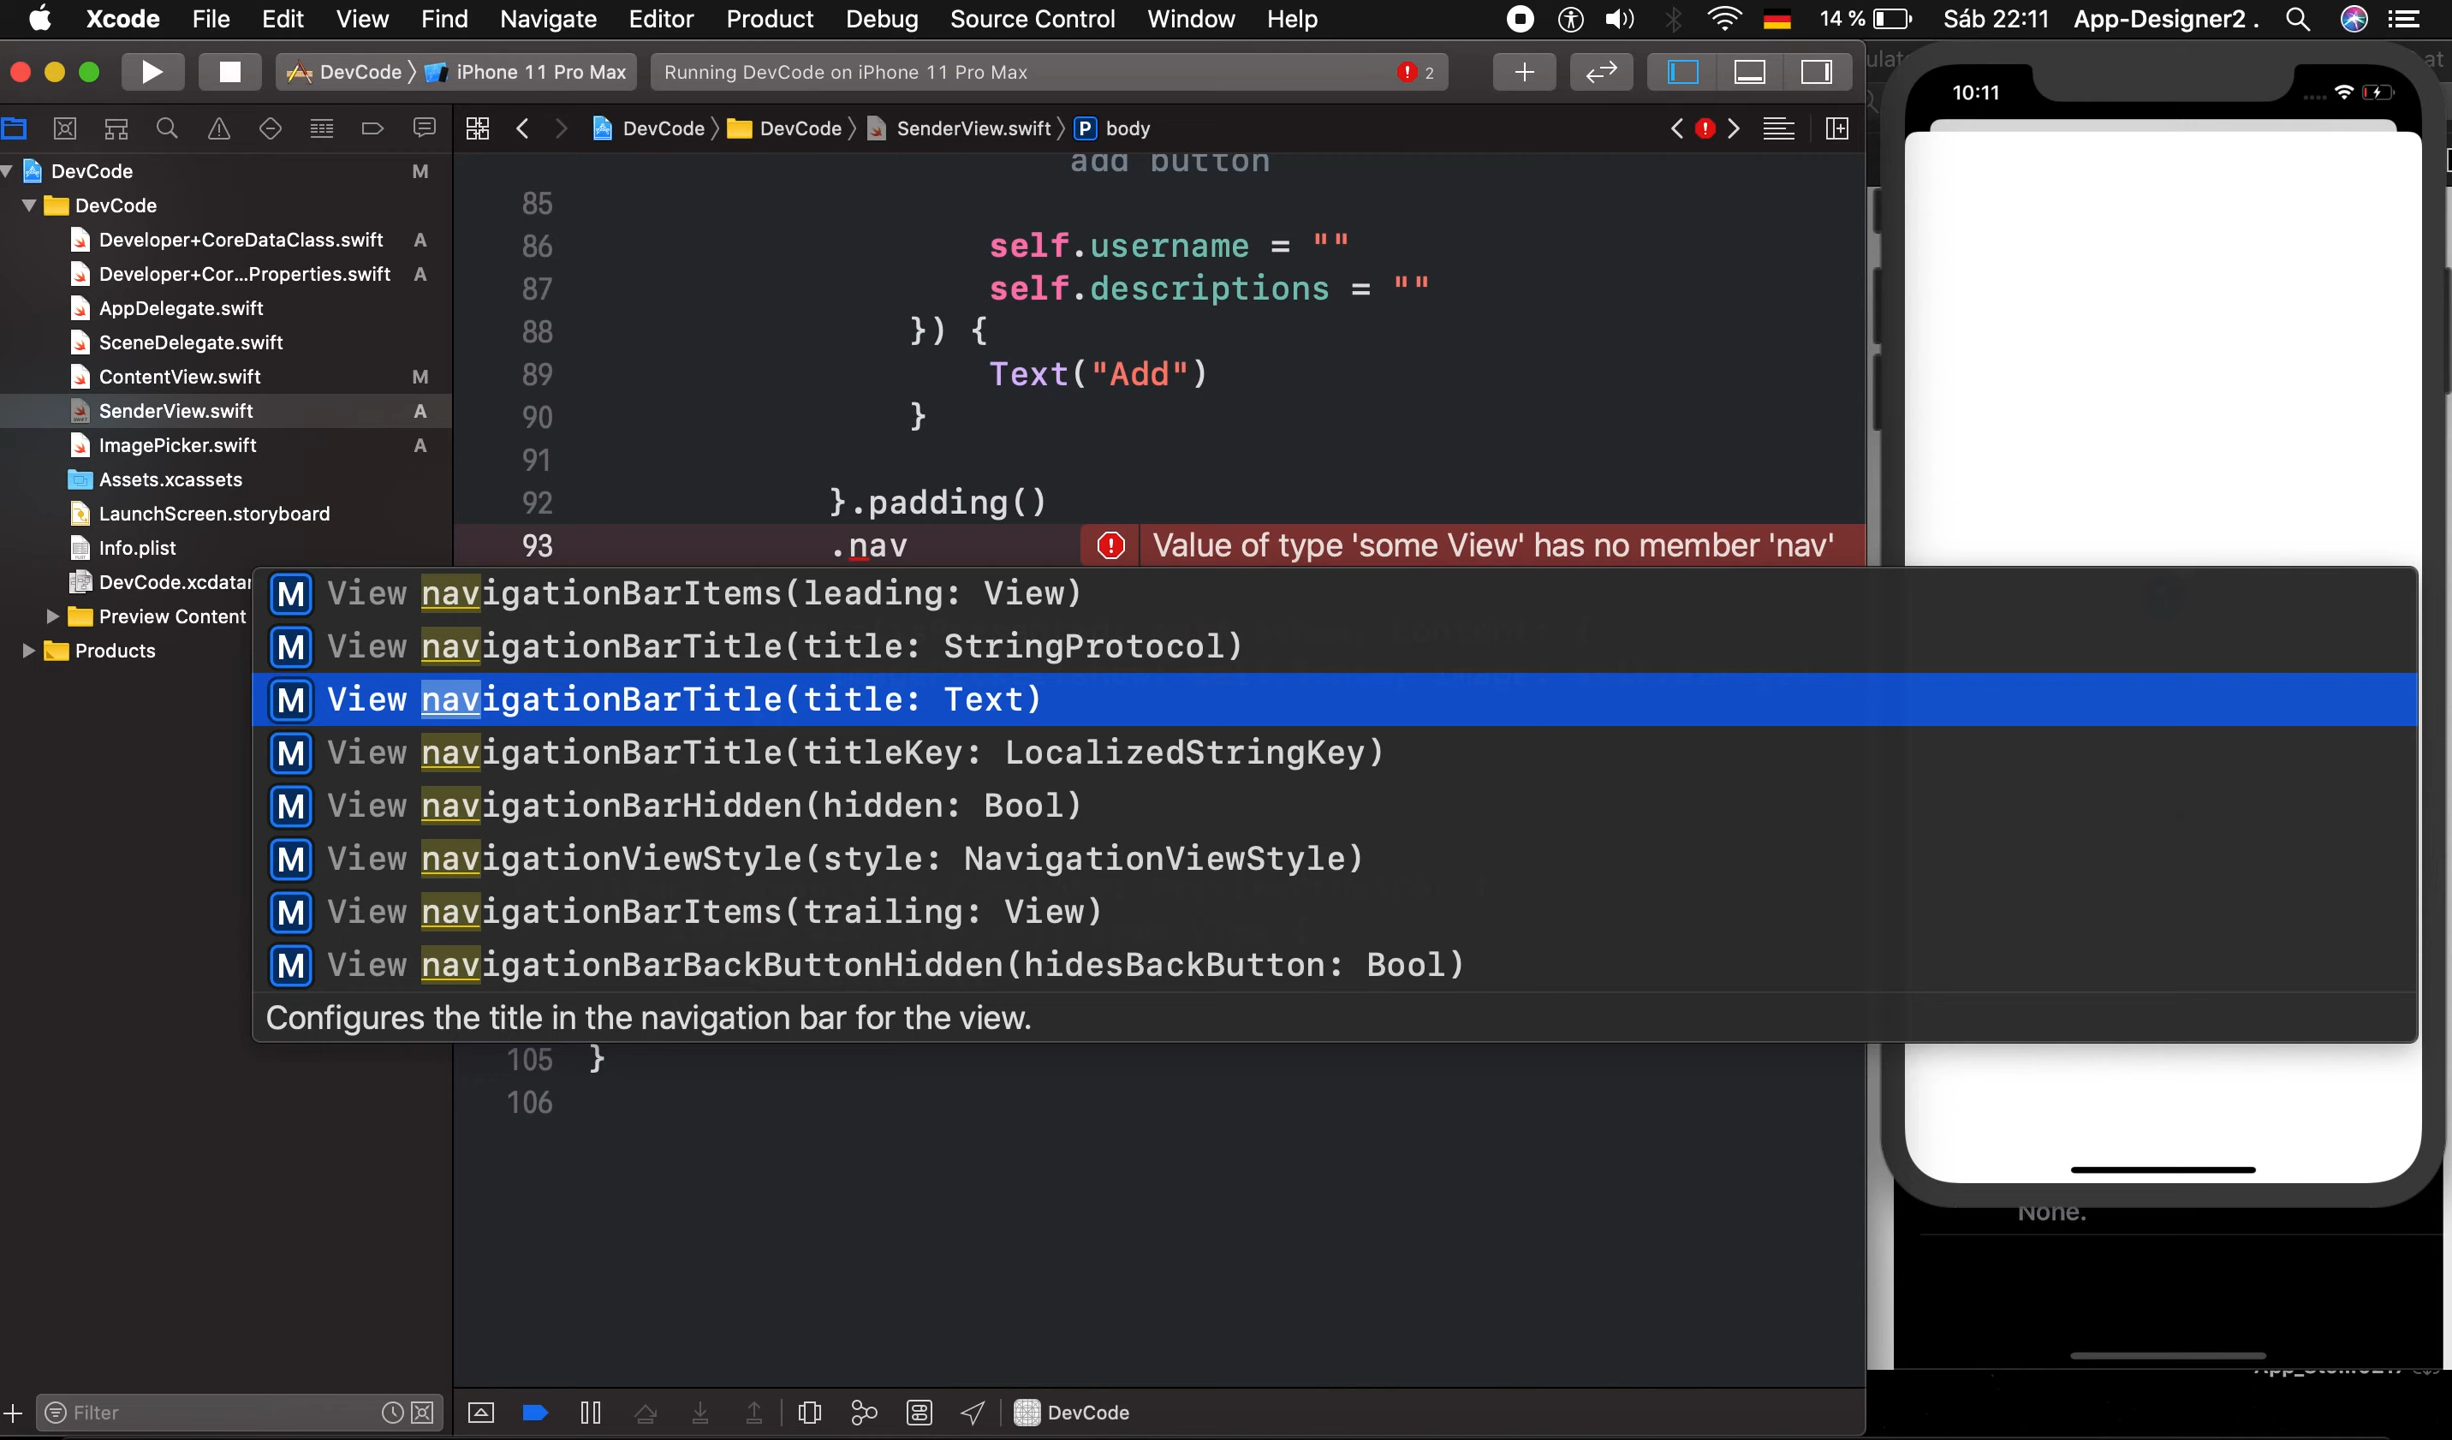 Xcode File Edit View Find Navigate Editor Product Debug Source Control Window Help 14 % Sáb 22:11 App-Designer2 .
DevCode iPhone 11 Pro Max Running DevCode on iPhone 11 Pro Max 2
10:11
DevCode DevCode SenderView.swift P body
DevCode M
DevCode
Developer+CoreDataClass.swift A
Developer+Cor...Properties.swift A
AppDelegate.swift
SceneDelegate.swift
ContentView.swift M
SenderView.swift A
ImagePicker.swift A
Assets.xcassets
LaunchScreen.storyboard
Info.plist
DevCode.xcdatar
Preview Content
Products
add button
85
86 self.username = ""
87 self.descriptions = ""
88 }) {
89 Text("Add")
90 }
91
92 }.padding()
93 .nav Value of type 'some View' has no member 'nav'
M View navigationBarItems(leading: View)
M View navigationBarTitle(title: StringProtocol)
M View navigationBarTitle(title: Text)
M View navigationBarTitle(titleKey: LocalizedStringKey)
M View navigationBarHidden(hidden: Bool)
M View navigationViewStyle(style: NavigationViewStyle)
M View navigationBarItems(trailing: View)
M View navigationBarBackButtonHidden(hidesBackButton: Bool)
Configures the title in the navigation bar for the view.
105 }
106
None.
Filter
DevCode